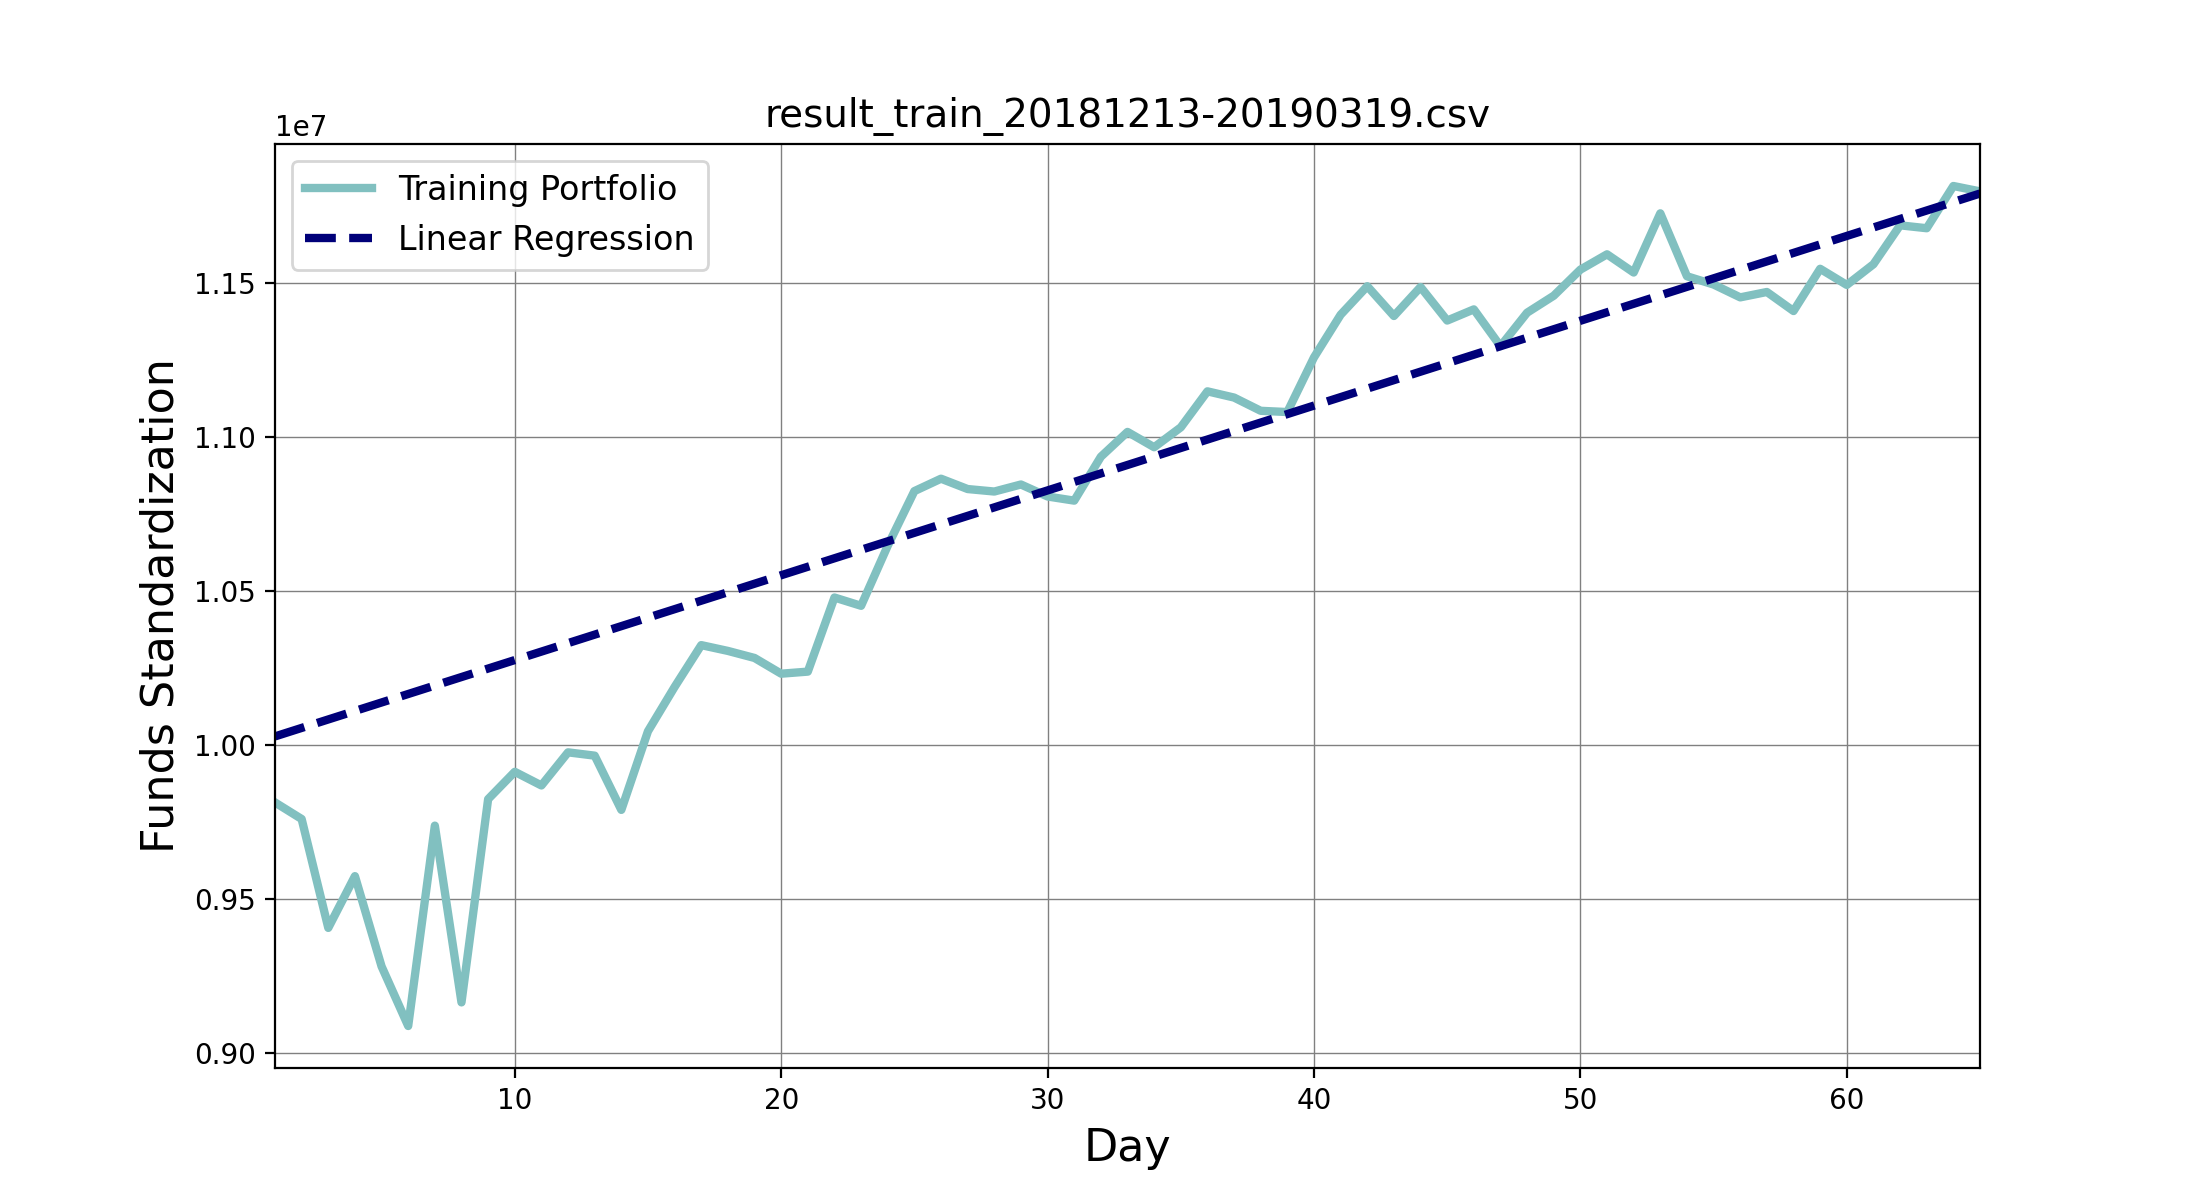 result_train_20181213-20190319.csv
1e7
Training Portfolio
Linear Regression
1.15
1.10
1.05
1.00
0.95
0.90
Funds Standardization
10 20 30 40 50 60
Day